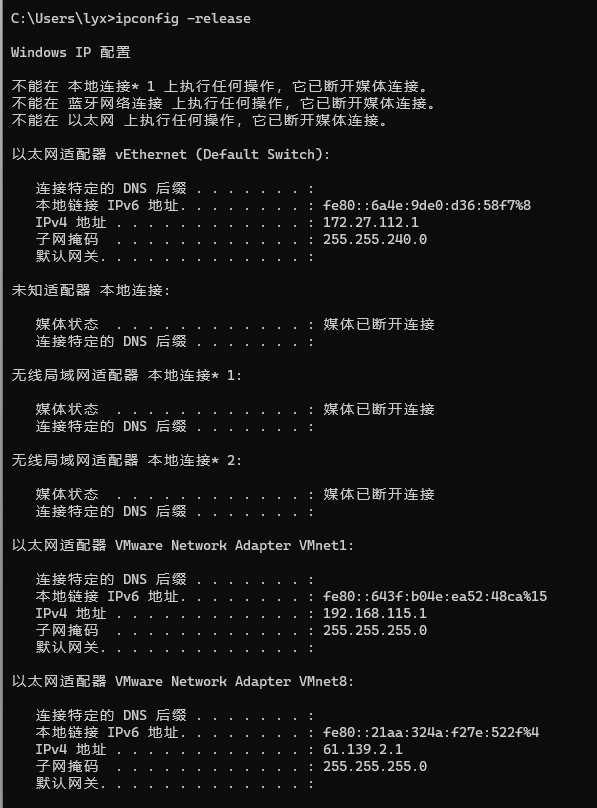 C:\Users\lyx>ipconfig -release
Windows IP 配置
不能在 本地连接* 1 上执行任何操作，它已断开媒体连接。
不能在 蓝牙网络连接 上执行任何操作，它已断开媒体连接。
不能在 以太网 上执行任何操作，它已断开媒体连接。
以太网适配器 vEthernet (Default Switch):
连接特定的 DNS 后缀 . . . . . . . :
本地链接 IPv6 地址. . . . . . . . : fe80::6a4e:9de0:d36:58f7%8
IPv4 地址 . . . . . . . . . . . . : 172.27.112.1
子网掩码  . . . . . . . . . . . . : 255.255.240.0
默认网关. . . . . . . . . . . . . :
未知适配器 本地连接:
媒体状态  . . . . . . . . . . . . : 媒体已断开连接
连接特定的 DNS 后缀 . . . . . . . :
无线局域网适配器 本地连接* 1:
媒体状态  . . . . . . . . . . . . : 媒体已断开连接
连接特定的 DNS 后缀 . . . . . . . :
无线局域网适配器 本地连接* 2:
媒体状态  . . . . . . . . . . . . : 媒体已断开连接
连接特定的 DNS 后缀 . . . . . . . :
以太网适配器 VMware Network Adapter VMnet1:
连接特定的 DNS 后缀 . . . . . . . :
本地链接 IPv6 地址. . . . . . . . : fe80::643f:b04e:ea52:48ca%15
IPv4 地址 . . . . . . . . . . . . : 192.168.115.1
子网掩码  . . . . . . . . . . . . : 255.255.255.0
默认网关. . . . . . . . . . . . . :
以太网适配器 VMware Network Adapter VMnet8:
连接特定的 DNS 后缀 . . . . . . . :
本地链接 IPv6 地址. . . . . . . . : fe80::21aa:324a:f27e:522f%4
IPv4 地址 . . . . . . . . . . . . : 61.139.2.1
子网掩码  . . . . . . . . . . . . : 255.255.255.0
默认网关. . . . . . . . . . . . . :